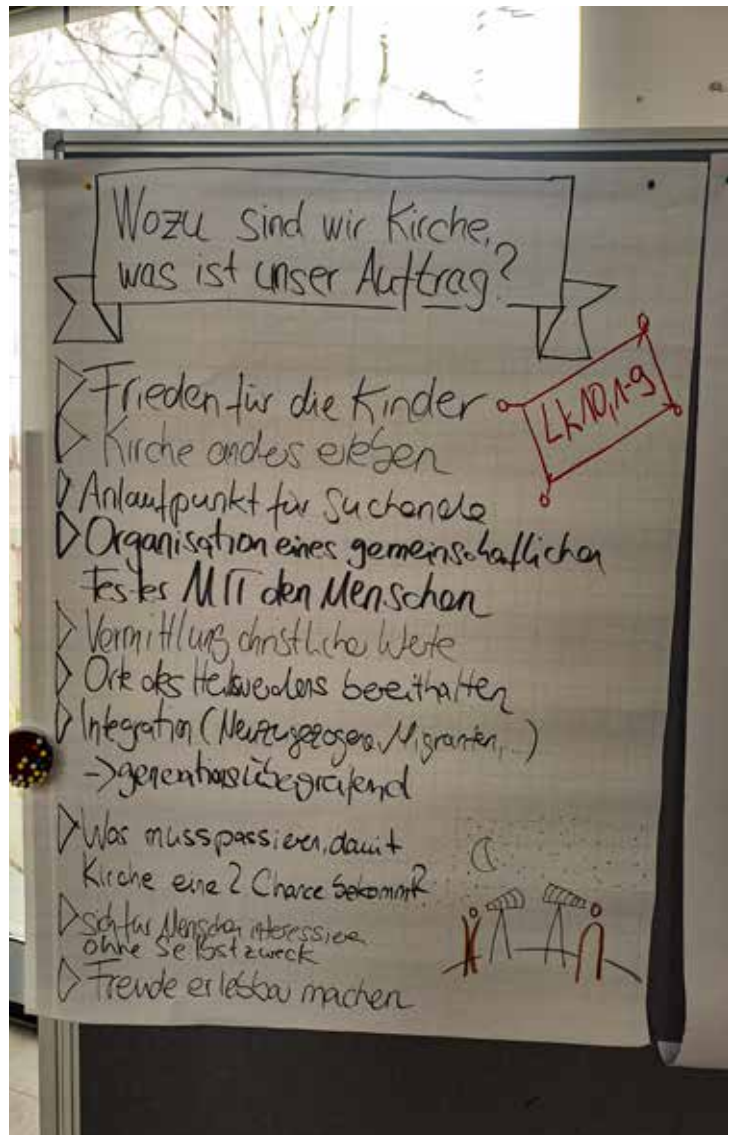 Wozu sind wir Kirche,
was ist unser Auftrag?
Frieden für die Kinder
Lk 10,1-9
Kirche anders erleben
Anlaufpunkt für Suchende
Organisation eines gemeinschaftlichen
Festes MIT den Menschen
Vermittlung christlicher Werte
Orte des Heilwerdens bereithalten
Integration (Neuzugezogene, Migranten, ...)
-> generationsübergreifend
Was muss passieren, damit
Kirche eine 2 Chance bekommt?
sich für Menschen interessieren
ohne Selbstzweck
Freude erlebbar machen